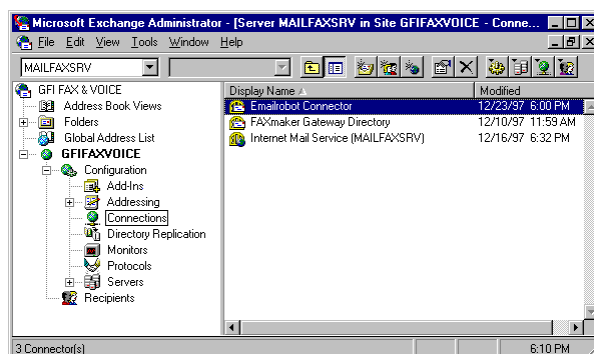 Microsoft Exchange Administrator - [Server MAILFAXSRV in Site GFIFAXVOICE - Conne...
File Edit View Tools Window Help
MAILFAXSRV
GFI FAX & VOICE
Address Book Views
Folders
Global Address List
GFIFAXVOICE
Configuration
Add-Ins
Addressing
Connections
Directory Replication
Monitors
Protocols
Servers
Recipients
Display Name Modified
Emailrobot Connector 12/23/97 6:00 PM
FAXmaker Gateway Directory 12/10/97 11:59 AM
Internet Mail Service (MAILFAXSRV) 12/16/97 6:32 PM
3 Connector(s) 6:10 PM